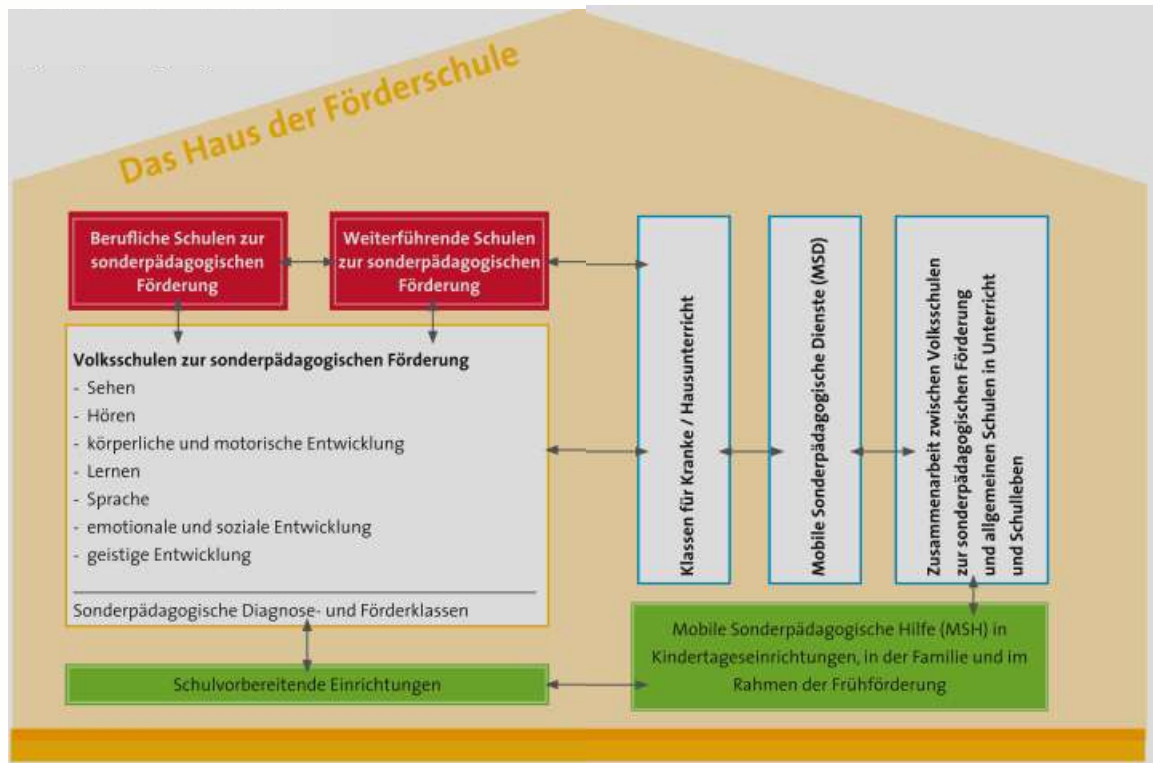 Das Haus der Förderschule
Berufliche Schulen zur
sonderpädagogischen
Förderung
Weiterführende Schulen
zur sonderpädagogischen
Förderung
Volksschulen zur sonderpädagogischen Förderung
- Sehen
- Hören
- körperliche und motorische Entwicklung
- Lernen
- Sprache
- emotionale und soziale Entwicklung
- geistige Entwicklung
Sonderpädagogische Diagnose- und Förderklassen
Schulvorbereitende Einrichtungen
Klassen für Kranke / Hausunterricht
Mobile Sonderpädagogische Dienste (MSD)
Zusammenarbeit zwischen Volksschulen
zur sonderpädagogischen Förderung
und allgemeinen Schulen in Unterricht
und Schulleben
Mobile Sonderpädagogische Hilfe (MSH) in
Kindertageseinrichtungen, in der Familie und im
Rahmen der Frühförderung